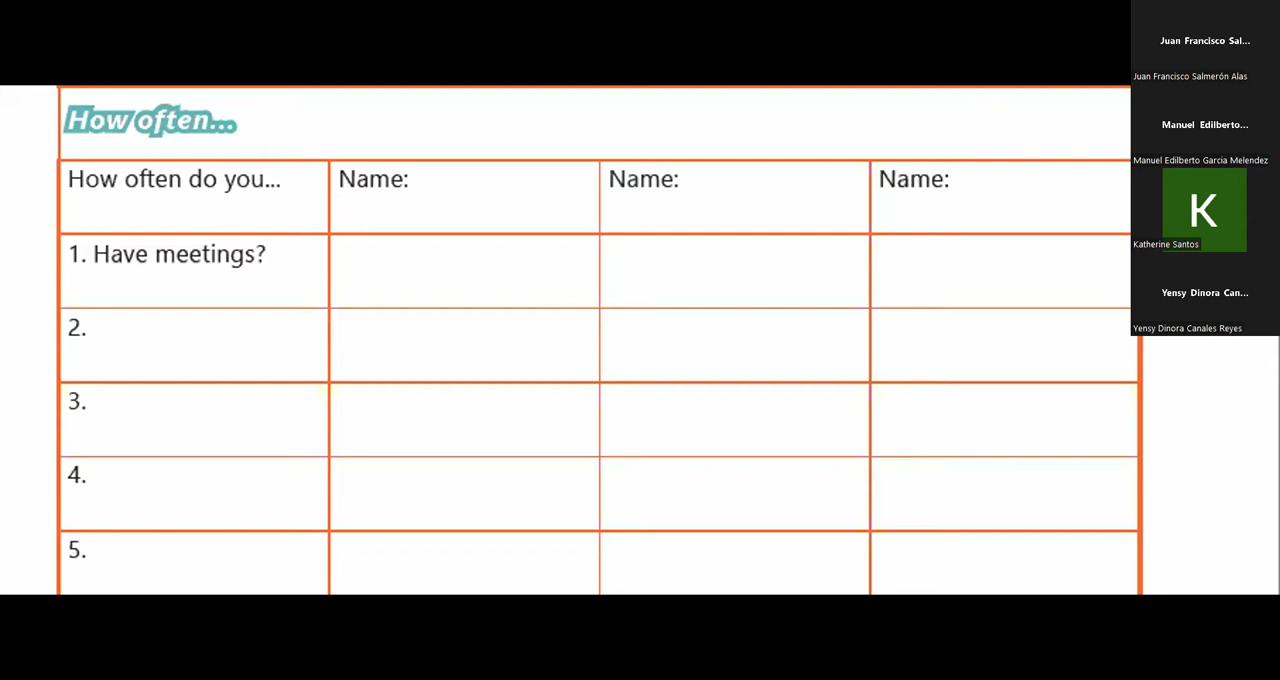 How often...
How often do you...
Name:
Name:
Name:
1. Have meetings?
2.
3.
4.
5.
Juan Francisco Sal...
Juan Francisco Salmerón Alas
Manuel Edilberto...
Manuel Edilberto Garcia Melendez
K
Katherine Santos
Yensy Dinora Can...
Yensy Dinora Canales Reyes